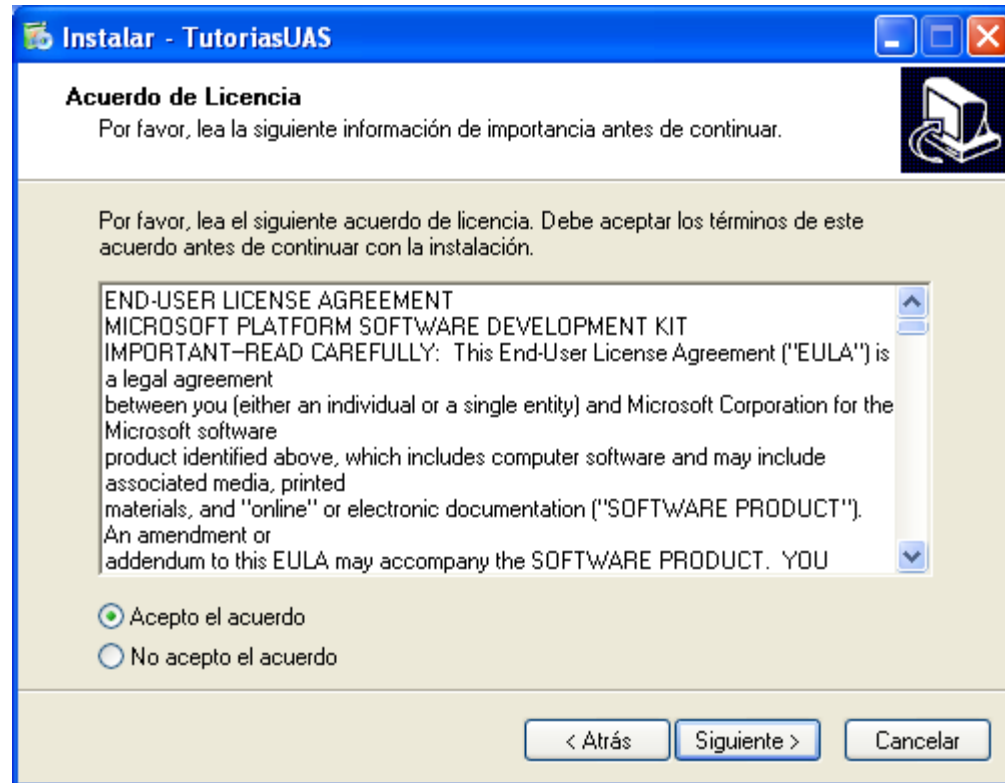 Instalar - TutoriasUAS
Acuerdo de Licencia
Por favor, lea la siguiente información de importancia antes de continuar.
Por favor, lea el siguiente acuerdo de licencia. Debe aceptar los términos de este
acuerdo antes de continuar con la instalación.
END-USER LICENSE AGREEMENT
MICROSOFT PLATFORM SOFTWARE DEVELOPMENT KIT
IMPORTANT—READ CAREFULLY:  This End-User License Agreement ("EULA") is
a legal agreement
between you (either an individual or a single entity) and Microsoft Corporation for the
Microsoft software
product identified above, which includes computer software and may include
associated media, printed
materials, and "online" or electronic documentation ("SOFTWARE PRODUCT").
An amendment or
addendum to this EULA may accompany the SOFTWARE PRODUCT.  YOU
Acepto el acuerdo
No acepto el acuerdo
< Atrás
Siguiente >
Cancelar